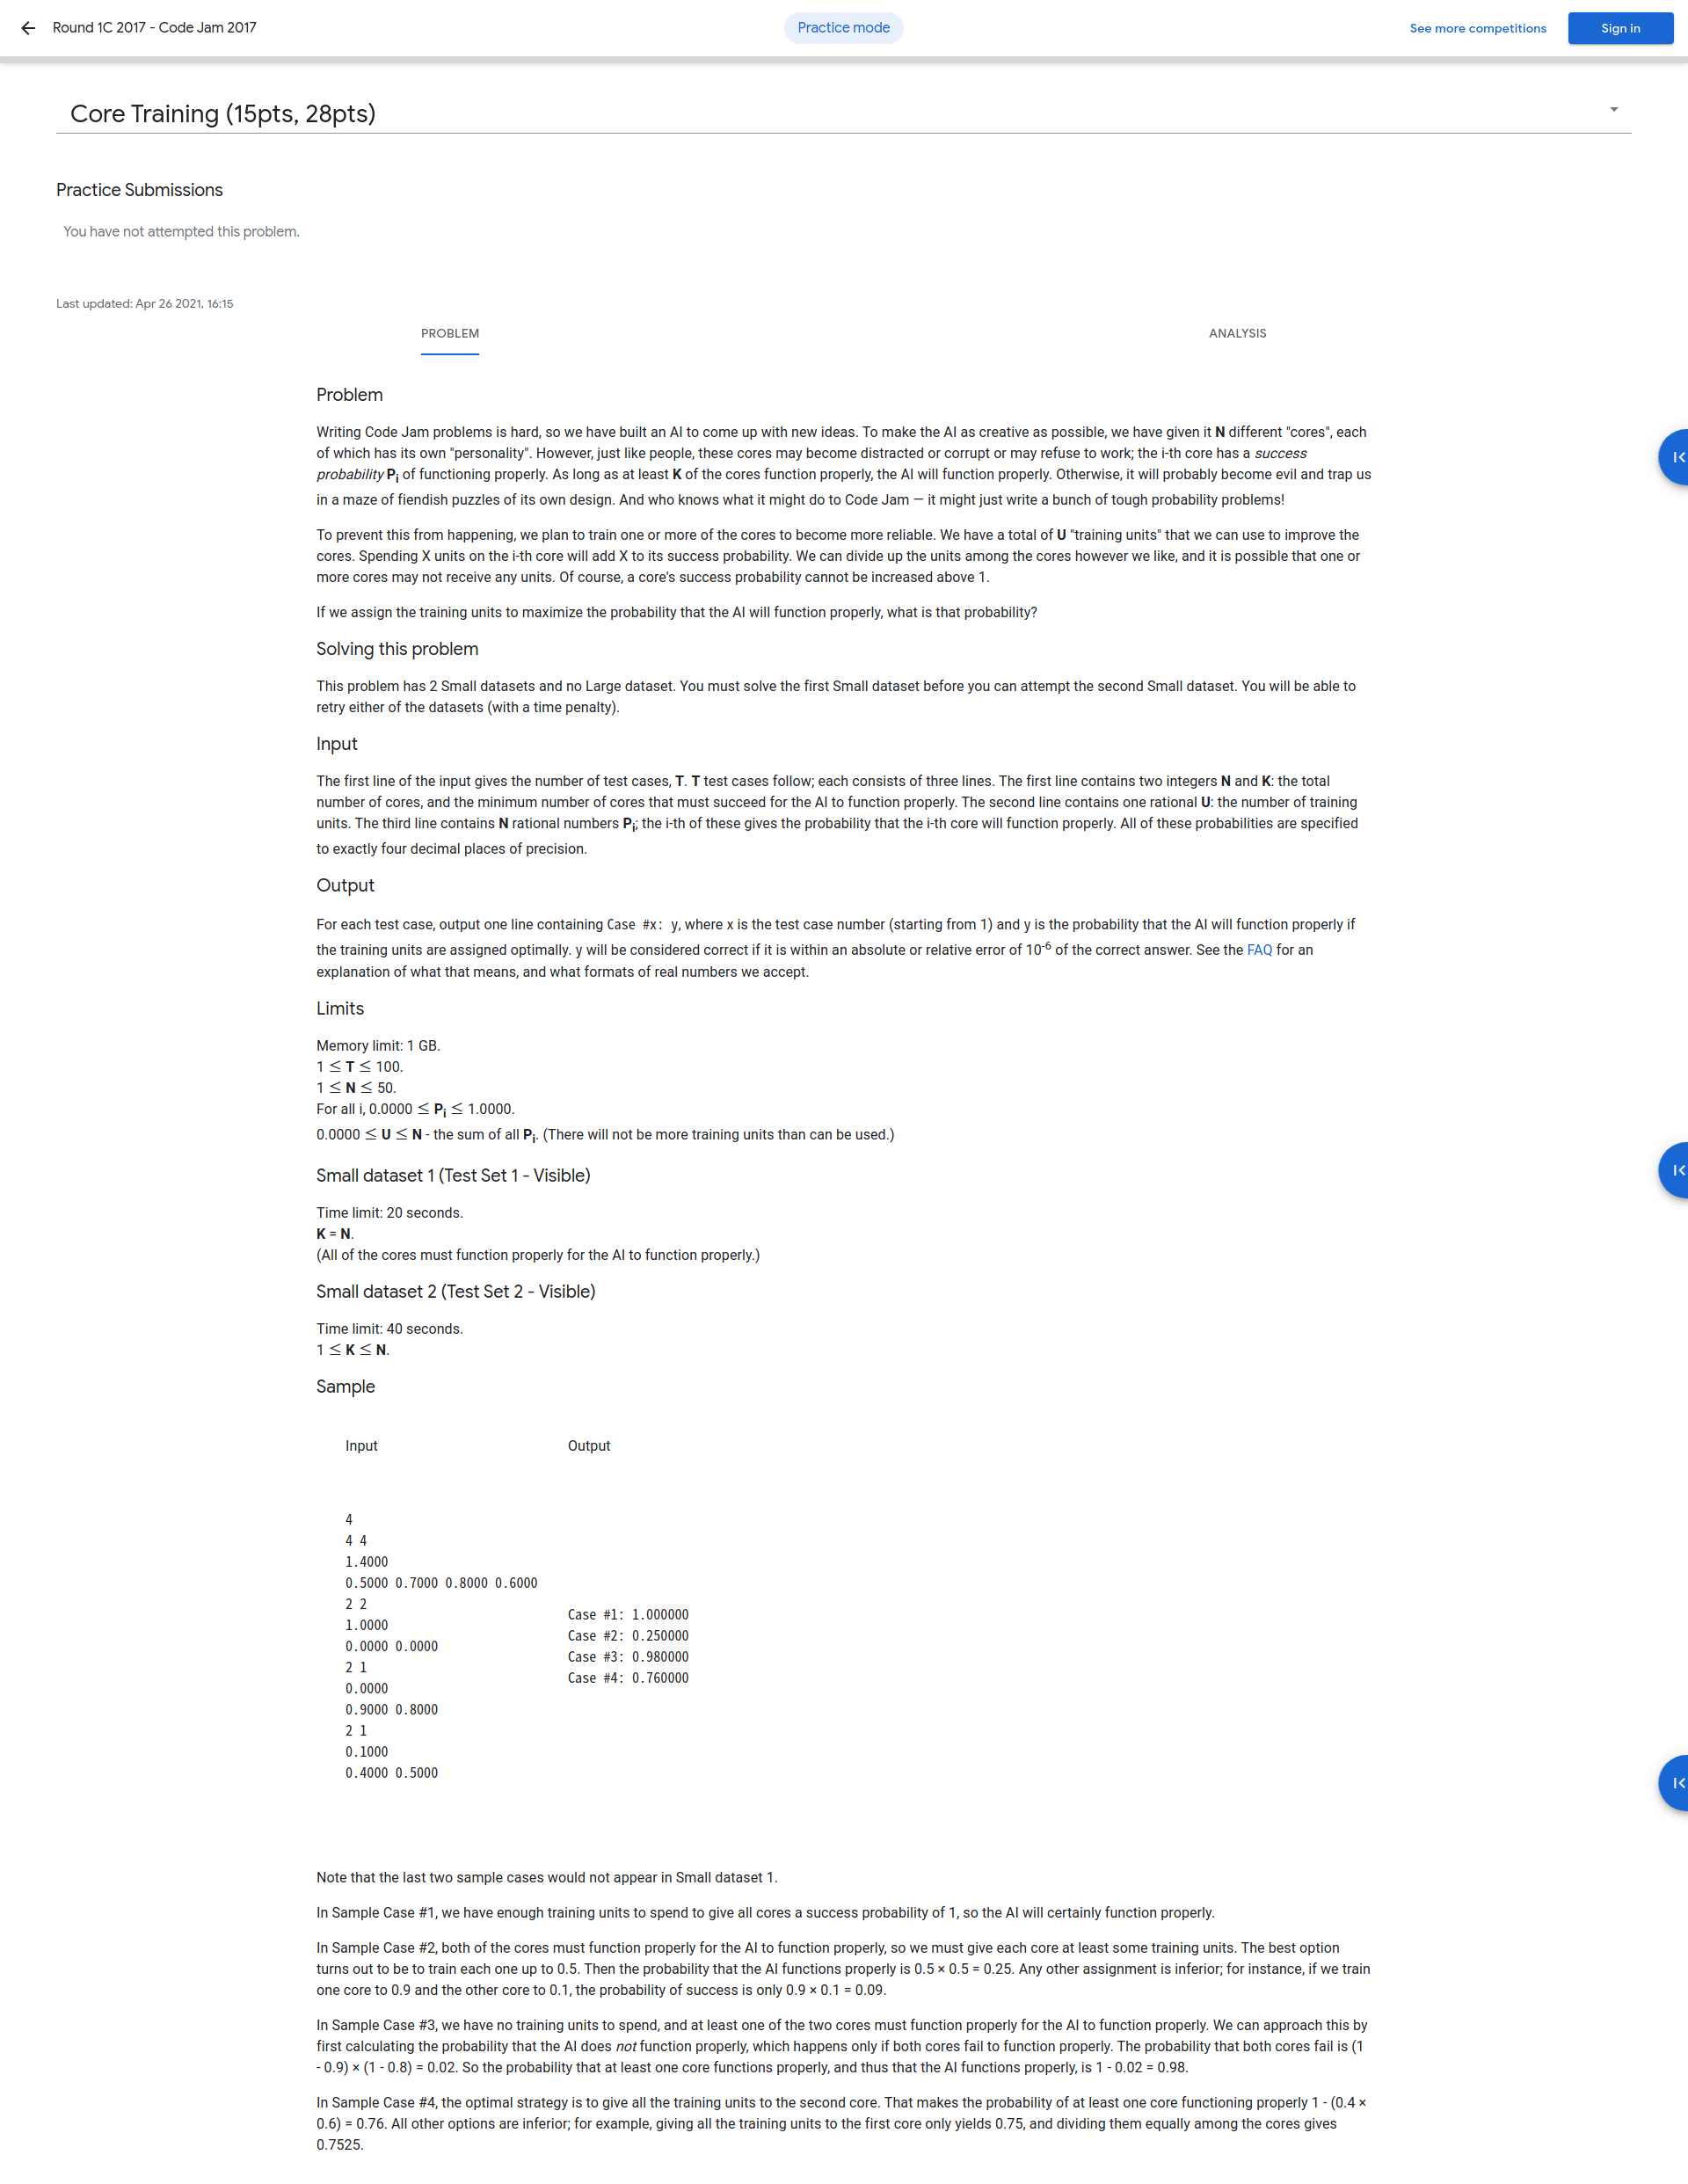 Round 1C 2017 - Code Jam 2017
Practice mode
See more competitions
Sign in
Core Training (15pts, 28pts)
Practice Submissions
You have not attempted this problem.
Last updated: Apr 26 2021, 16:15
PROBLEM
ANALYSIS
Problem
Writing Code Jam problems is hard, so we have built an AI to come up with new ideas. To make the AI as creative as possible, we have given it N different "cores", each
of which has its own "personality". However, just like people, these cores may become distracted or corrupt or may refuse to work; the i-th core has a success
probability Pi of functioning properly. As long as at least K of the cores function properly, the AI will function properly. Otherwise, it will probably become evil and trap us
in a maze of fiendish puzzles of its own design. And who knows what it might do to Code Jam — it might just write a bunch of tough probability problems!
To prevent this from happening, we plan to train one or more of the cores to become more reliable. We have a total of U "training units" that we can use to improve the
cores. Spending X units on the i-th core will add X to its success probability. We can divide up the units among the cores however we like, and it is possible that one or
more cores may not receive any units. Of course, a core's success probability cannot be increased above 1.
If we assign the training units to maximize the probability that the AI will function properly, what is that probability?
Solving this problem
This problem has 2 Small datasets and no Large dataset. You must solve the first Small dataset before you can attempt the second Small dataset. You will be able to
retry either of the datasets (with a time penalty).
Input
The first line of the input gives the number of test cases, T. T test cases follow; each consists of three lines. The first line contains two integers N and K: the total
number of cores, and the minimum number of cores that must succeed for the AI to function properly. The second line contains one rational U: the number of training
units. The third line contains N rational numbers Pi; the i-th of these gives the probability that the i-th core will function properly. All of these probabilities are specified
to exactly four decimal places of precision.
Output
For each test case, output one line containing Case #x: y, where x is the test case number (starting from 1) and y is the probability that the AI will function properly if
the training units are assigned optimally. y will be considered correct if it is within an absolute or relative error of 10-6 of the correct answer. See the FAQ for an
explanation of what that means, and what formats of real numbers we accept.
Limits
Memory limit: 1 GB.
1 ≤ T ≤ 100.
1 ≤ N ≤ 50.
For all i, 0.0000 ≤ Pi ≤ 1.0000.
0.0000 ≤ U ≤ N - the sum of all Pi. (There will not be more training units than can be used.)
Small dataset 1 (Test Set 1 - Visible)
Time limit: 20 seconds.
K = N.
(All of the cores must function properly for the AI to function properly.)
Small dataset 2 (Test Set 2 - Visible)
Time limit: 40 seconds.
1 ≤ K ≤ N.
Sample
Input
Output
4
4 4
1.4000
0.5000 0.7000 0.8000 0.6000
2 2
1.0000
0.0000 0.0000
2 1
0.0000
0.9000 0.8000
2 1
0.1000
0.4000 0.5000
Case #1: 1.000000
Case #2: 0.250000
Case #3: 0.980000
Case #4: 0.760000
Note that the last two sample cases would not appear in Small dataset 1.
In Sample Case #1, we have enough training units to spend to give all cores a success probability of 1, so the AI will certainly function properly.
In Sample Case #2, both of the cores must function properly for the AI to function properly, so we must give each core at least some training units. The best option
turns out to be to train each one up to 0.5. Then the probability that the AI functions properly is 0.5 × 0.5 = 0.25. Any other assignment is inferior; for instance, if we train
one core to 0.9 and the other core to 0.1, the probability of success is only 0.9 × 0.1 = 0.09.
In Sample Case #3, we have no training units to spend, and at least one of the two cores must function properly for the AI to function properly. We can approach this by
first calculating the probability that the AI does not function properly, which happens only if both cores fail to function properly. The probability that both cores fail is (1
- 0.9) × (1 - 0.8) = 0.02. So the probability that at least one core functions properly, and thus that the AI functions properly, is 1 - 0.02 = 0.98.
In Sample Case #4, the optimal strategy is to give all the training units to the second core. That makes the probability of at least one core functioning properly 1 - (0.4 ×
0.6) = 0.76. All other options are inferior; for example, giving all the training units to the first core only yields 0.75, and dividing them equally among the cores gives
0.7525.